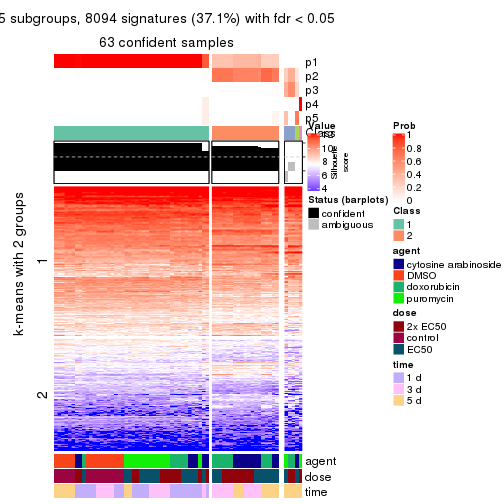 5 subgroups, 8094 signatures (37.1%) with fdr < 0.05
63 confident samples
p1
p2
p3
p4
p5
Class
Silhouette
score
k-means with 2 groups
1
2
agent
dose
time
Value
12
10
8
6
4
Status (barplots)
confident
ambiguous
Prob
1
0.8
0.6
0.4
0.2
0
Class
1
2
agent
cytosine arabinoside
DMSO
doxorubicin
puromycin
dose
2x EC50
control
EC50
time
1 d
3 d
5 d